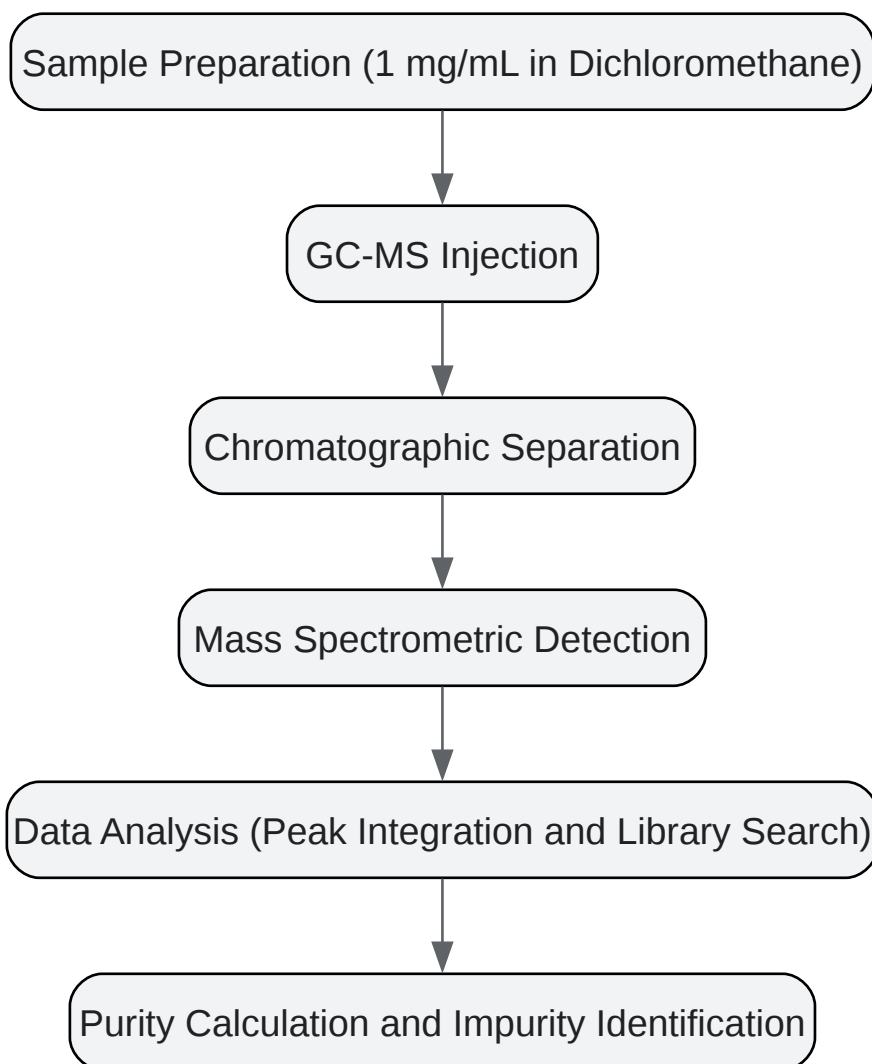 Sample Preparation (1 mg/mL in Dichloromethane)
GC-MS Injection
Chromatographic Separation
Mass Spectrometric Detection
Data Analysis (Peak Integration and Library Search)
Purity Calculation and Impurity Identification